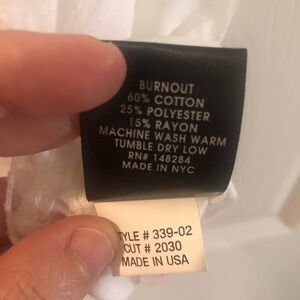 BURNOUT
60% COTTON
25% POLYESTER
15% RAYON
MACHINE WASH WARM
TUMBLE DRY LOW
RN# 148284
MADE IN NYC
# 339-02
CUT # 2030
MADE IN USA